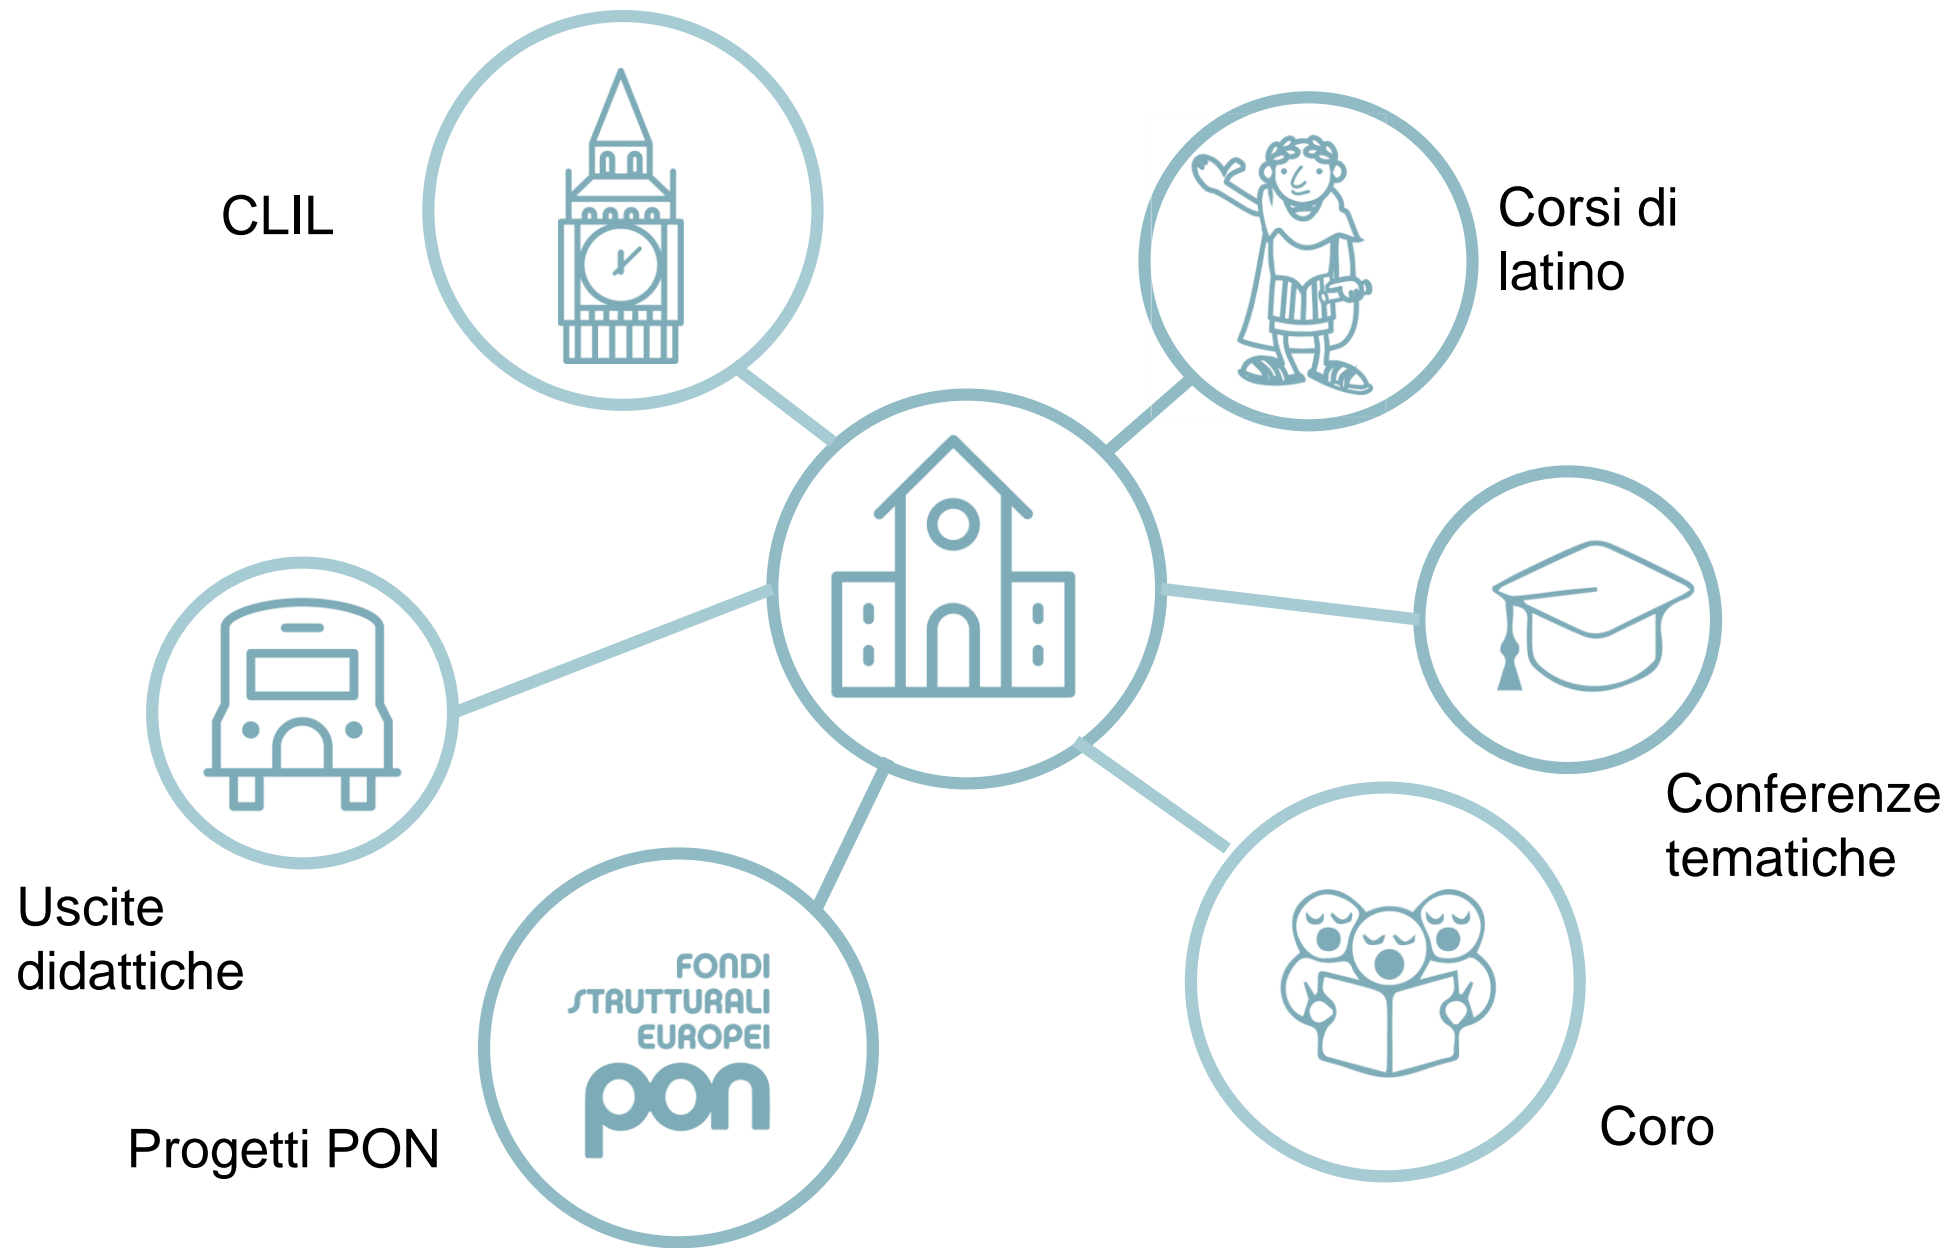 CLIL
Corsi di
latino
Conferenze
tematiche
Uscite
didattiche
FONDI
STRUTTURALI
EUROPEI
pon
Progetti PON
Coro